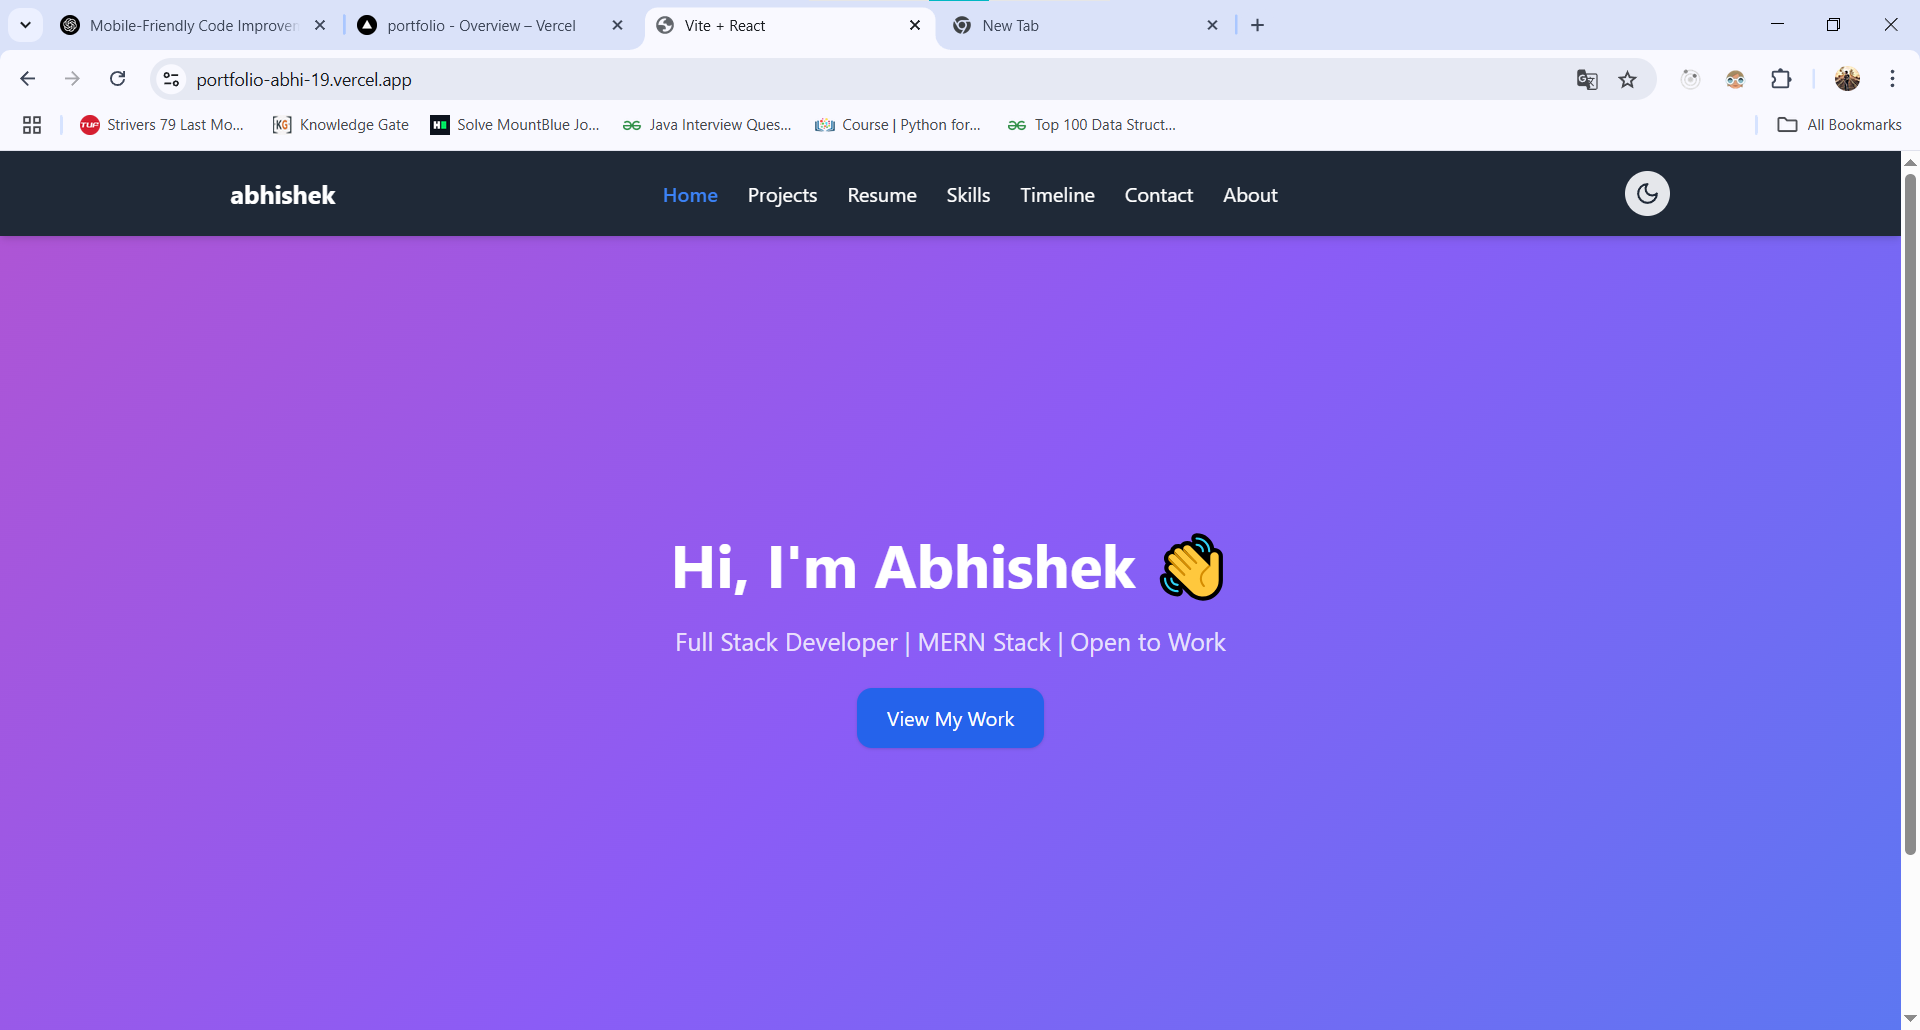 Mobile-Friendly Code Improven
portfolio - Overview – Vercel
Vite + React
New Tab
portfolio-abhi-19.vercel.app
TUF Strivers 79 Last Mo...
[KG] Knowledge Gate
Solve MountBlue Jo...
Java Interview Ques...
Course | Python for...
Top 100 Data Struct...
All Bookmarks
abhishek
Home Projects Resume Skills Timeline Contact About
Hi, I'm Abhishek 👋
Full Stack Developer | MERN Stack | Open to Work
View My Work